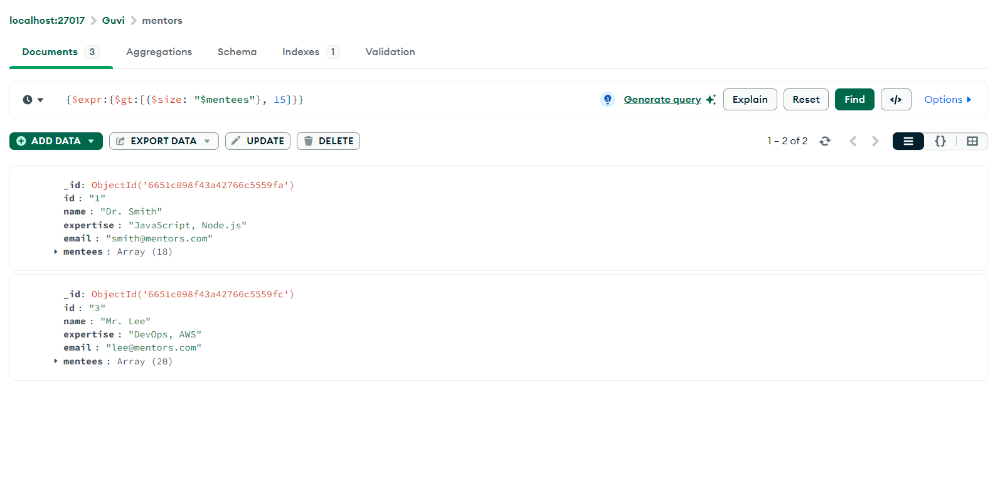 localhost:27017 Guvi mentors
Documents 3 Aggregations Schema Indexes 1 Validation
{$expr:{$gt:[{$size: "$mentees"}, 15]}} Generate query Explain Reset Find </> Options
ADD DATA EXPORT DATA UPDATE DELETE 1 – 2 of 2 {}
_id: ObjectId('6651c098f43a42766c5559fa')
id : "1"
name : "Dr. Smith"
expertise : "JavaScript, Node.js"
email : "smith@mentors.com"
mentees : Array (18)
_id: ObjectId('6651c098f43a42766c5559fc')
id : "3"
name : "Mr. Lee"
expertise : "DevOps, AWS"
email : "lee@mentors.com"
mentees : Array (20)